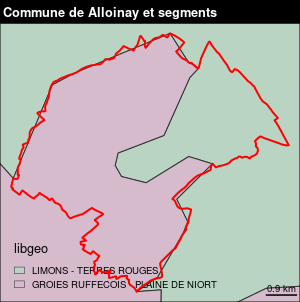 Commune de Alloinay et segments
libgeo
LIMONS - TERRES ROUGES
GROIES RUFFECOIS - PLAINE DE NIORT
0.9 km